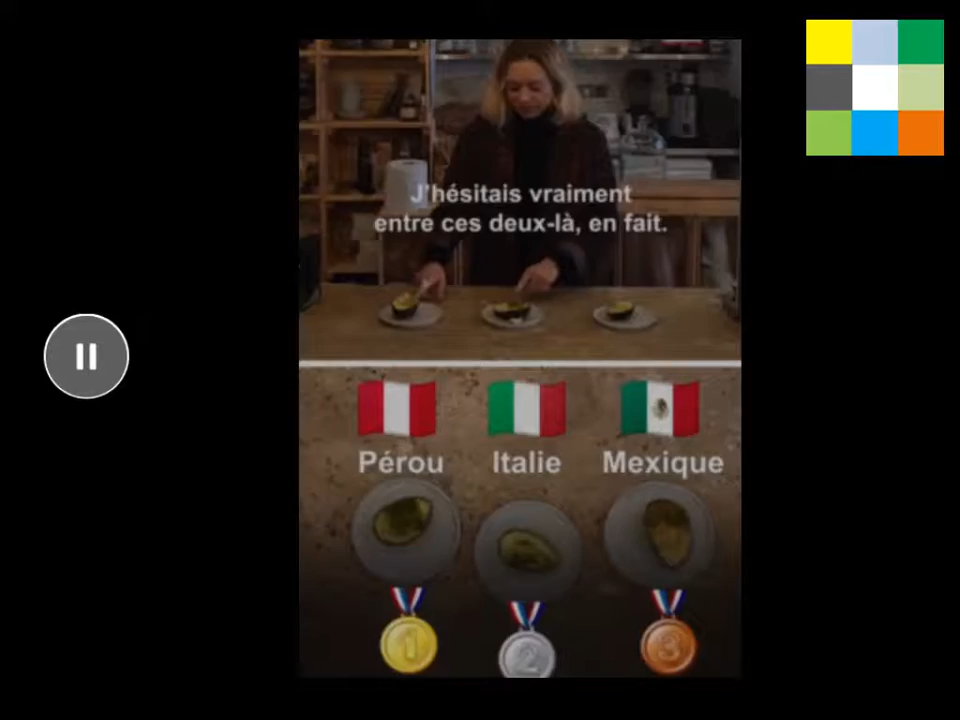 J'hésitais vraiment
entre ces deux-là, en fait.
Pérou Italie Mexique
1 2 3